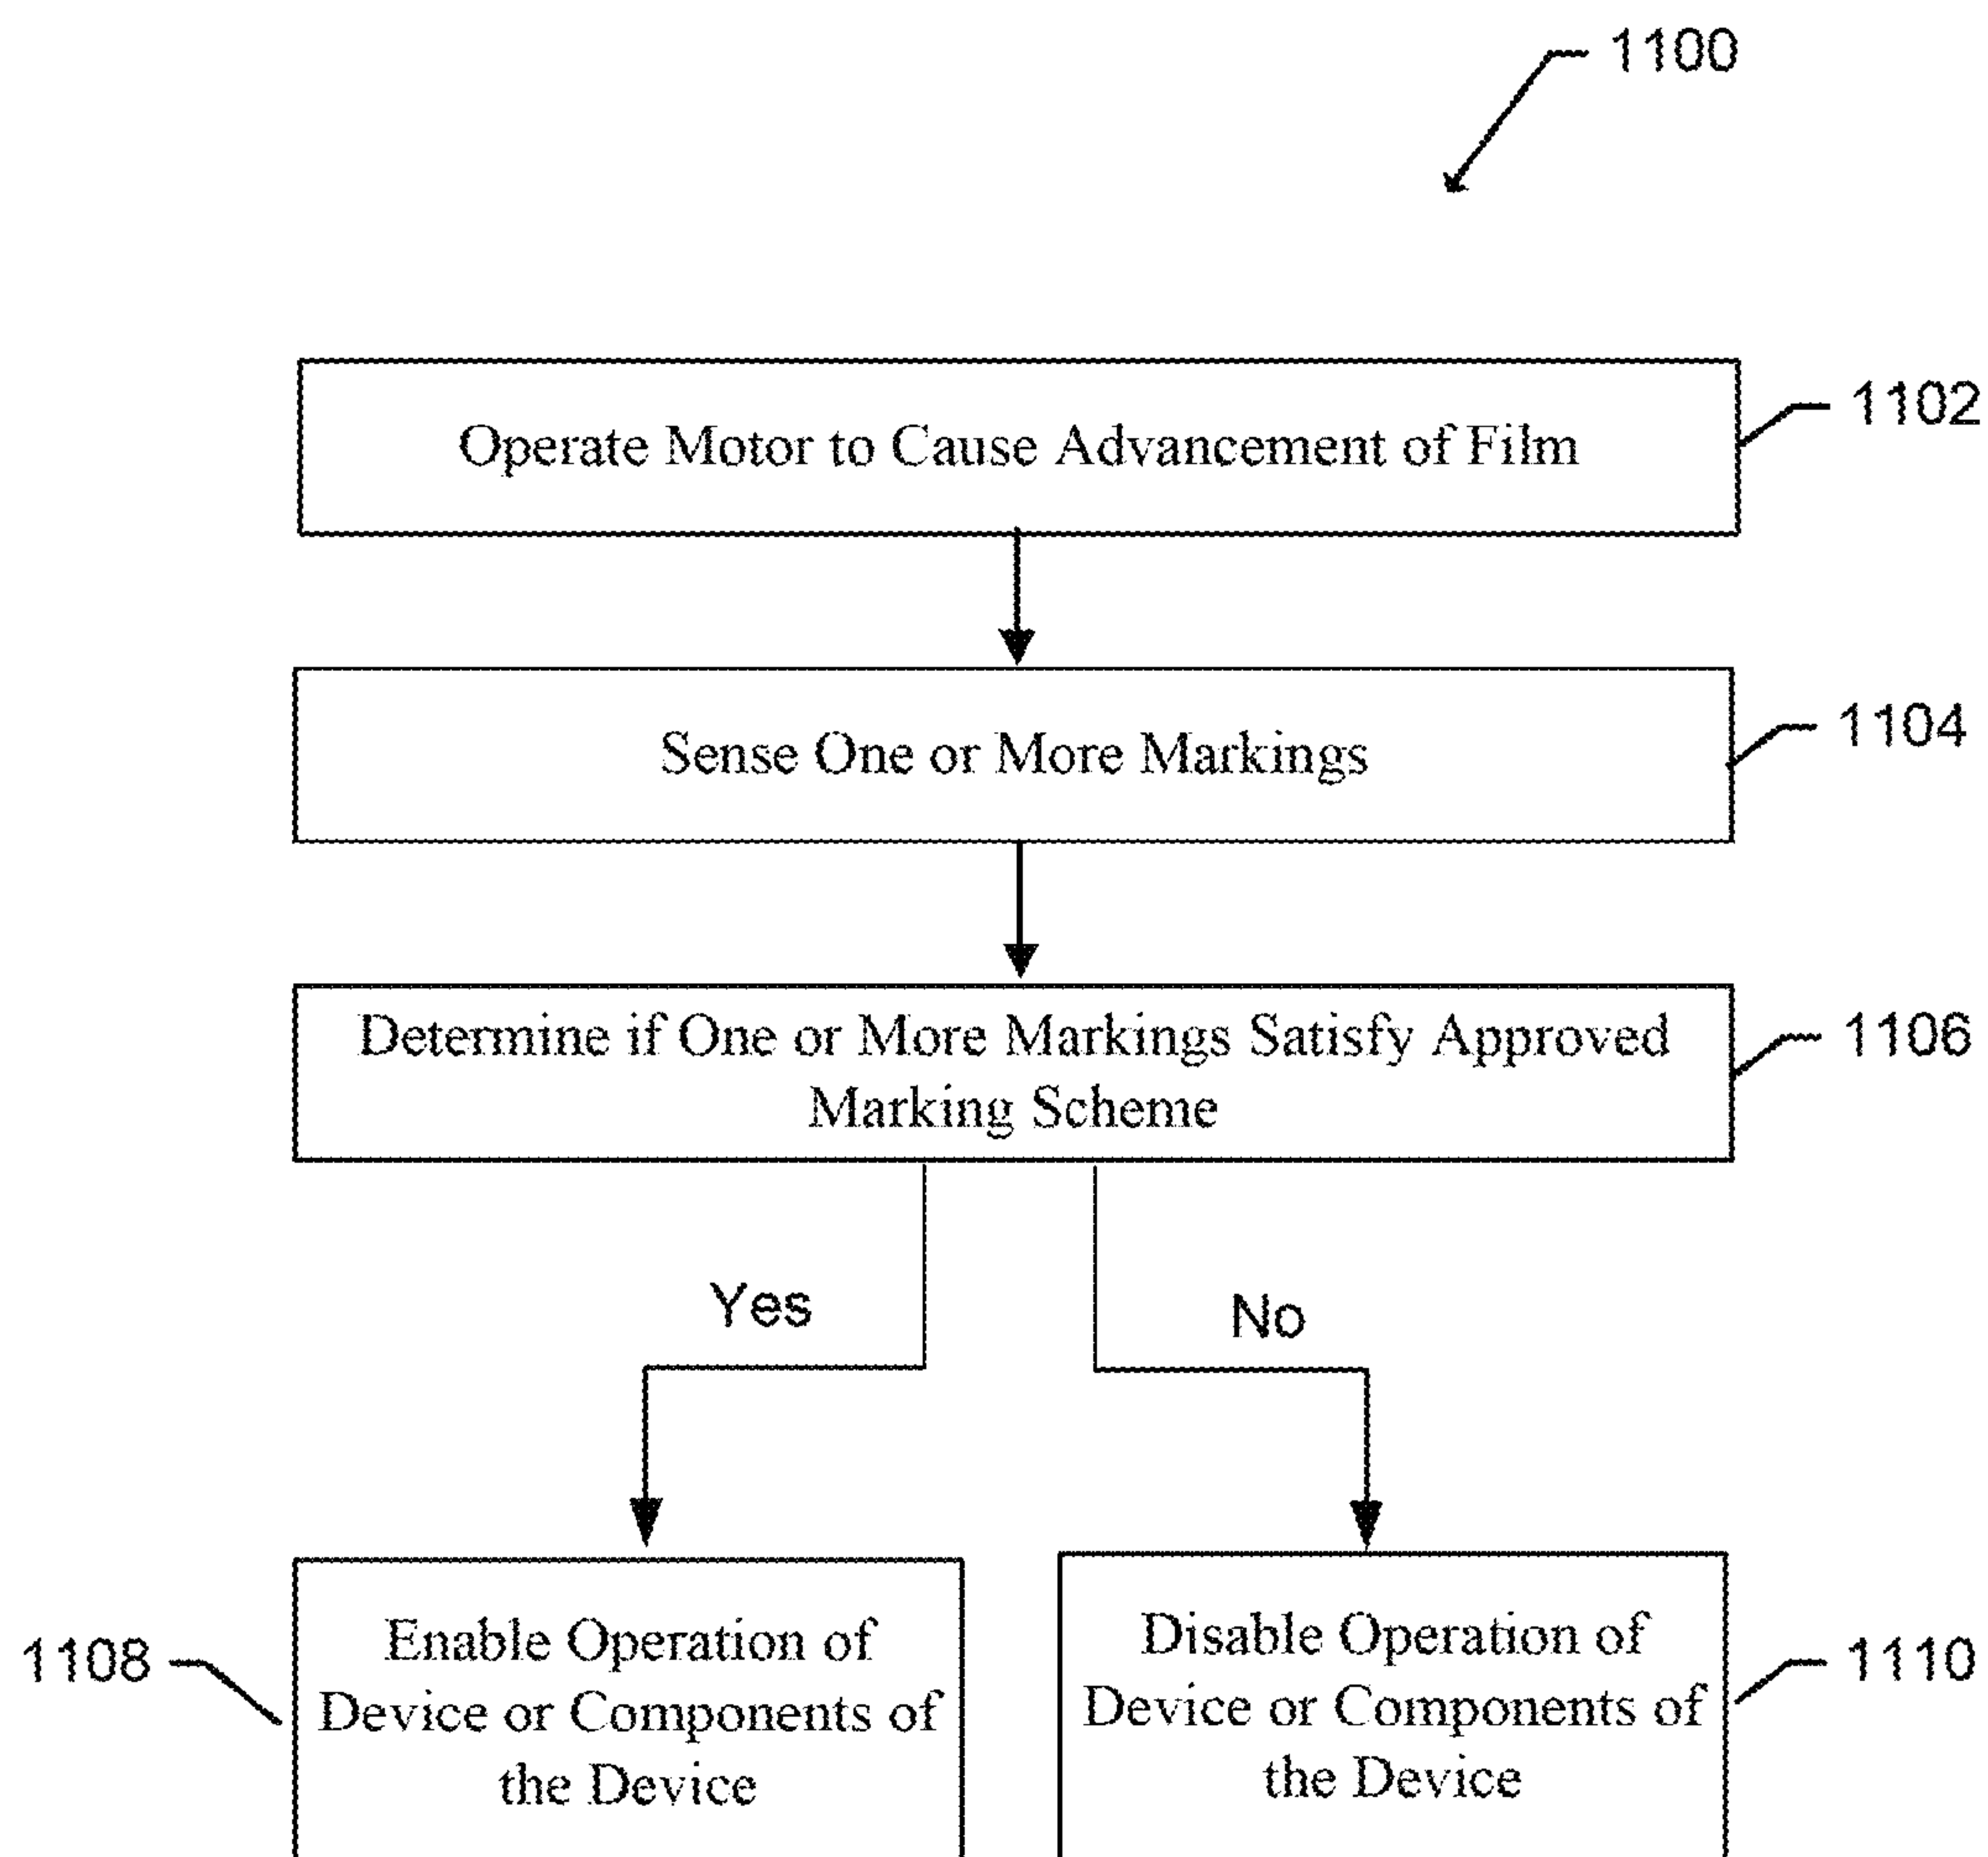 1100
Operate Motor to Cause Advancement of Film
1102
Sense One or More Markings
1104
Determine if One or More Markings Satisfy Approved
Marking Scheme
1106
Yes
No
1108
Enable Operation of
Device or Components of
the Device
Disable Operation of
Device or Components of
the Device
1110